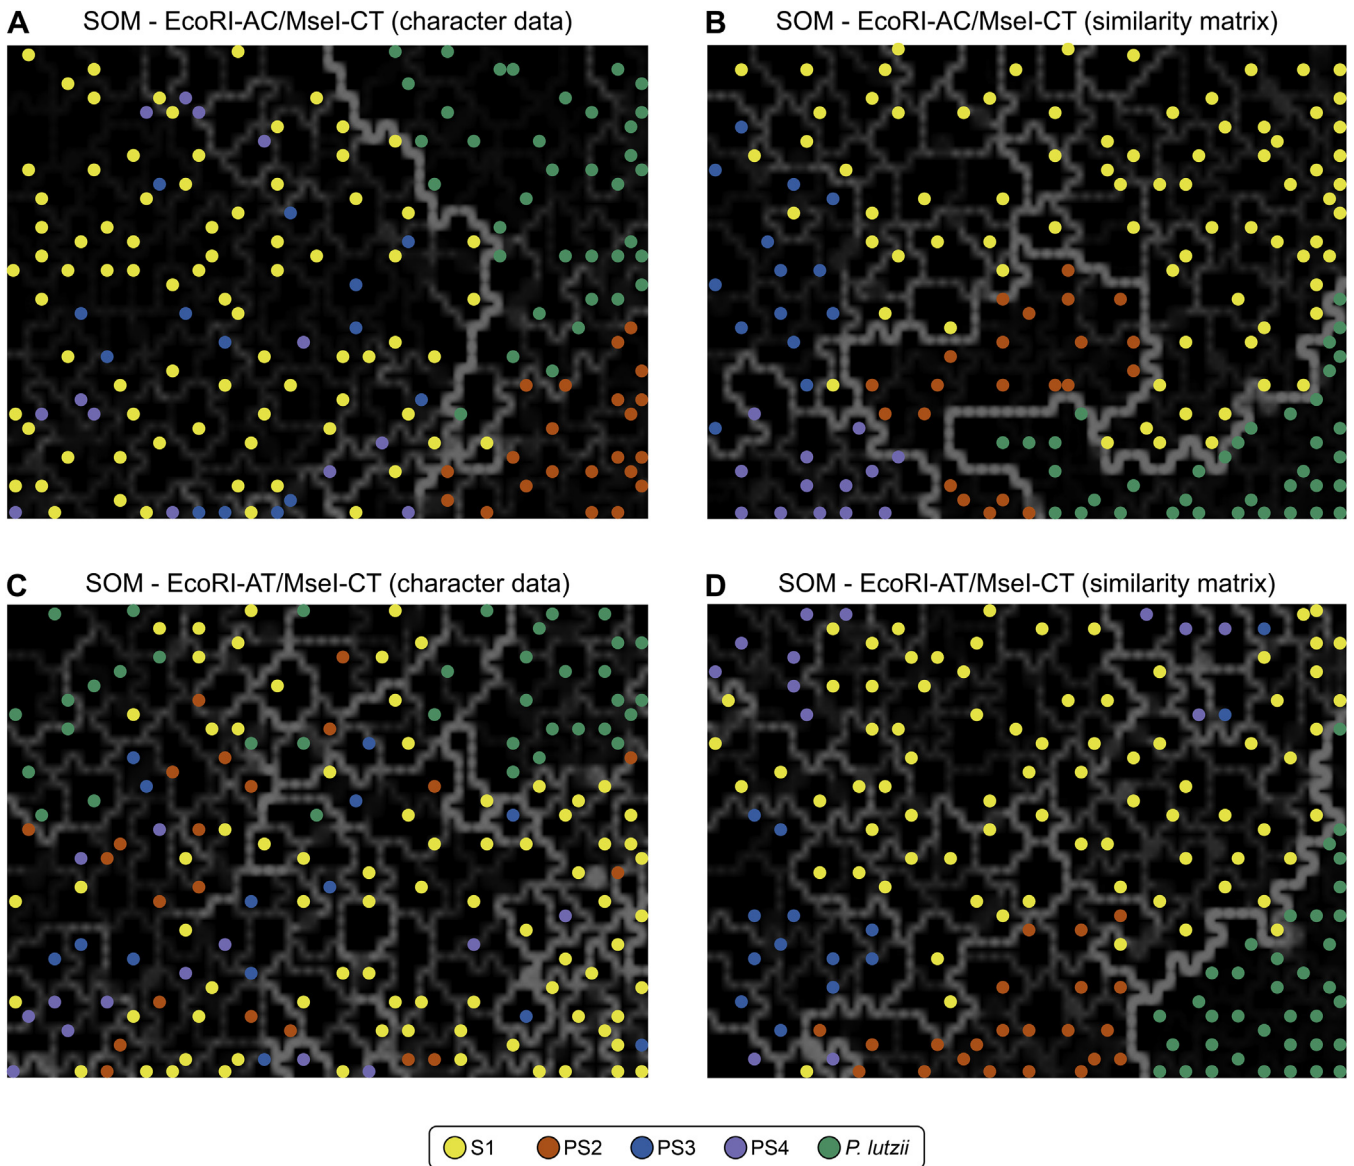 A SOM - EcoRI-AC/MseI-CT (character data)
B SOM - EcoRI-AC/MseI-CT (similarity matrix)
C SOM - EcoRI-AT/MseI-CT (character data)
D SOM - EcoRI-AT/MseI-CT (similarity matrix)
S1 PS2 PS3 PS4 P. lutzii